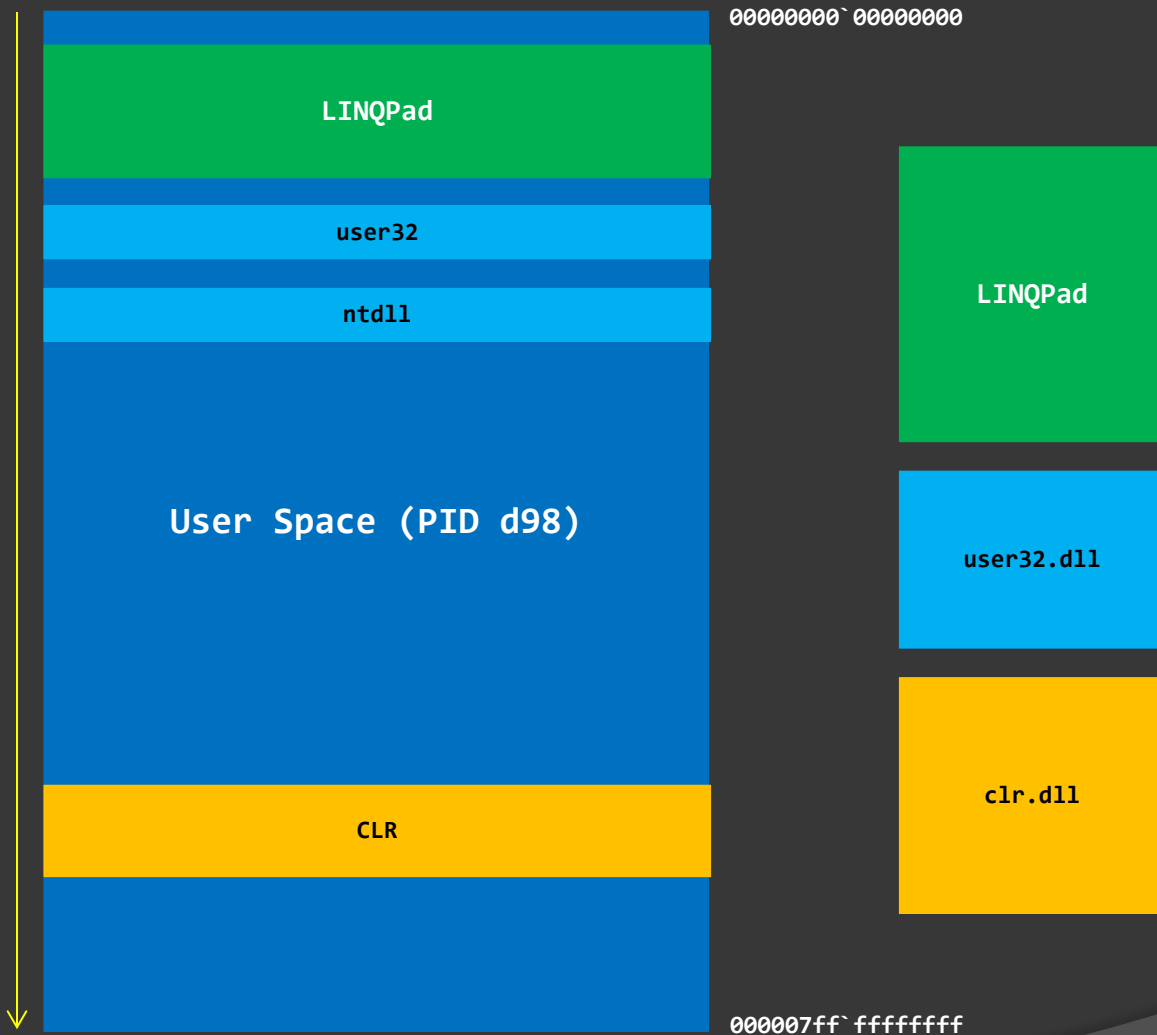 00000000`00000000
LINQPad
user32
ntdll
User Space (PID d98)
CLR
000007ff`ffffffff
LINQPad
user32.dll
clr.dll